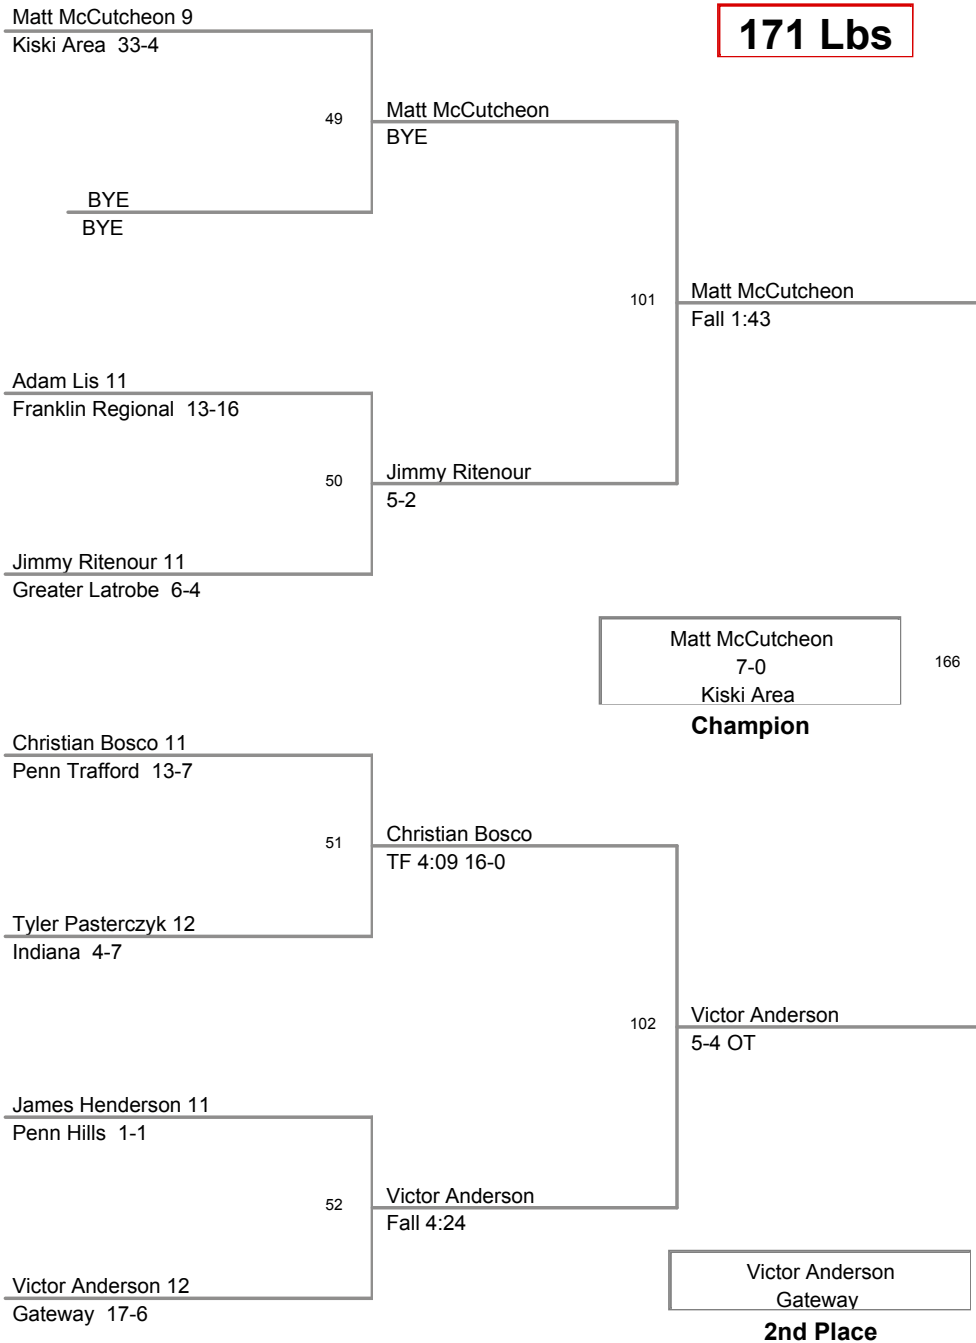 Matt McCutcheon 9
Kiski Area 33-4
171 Lbs
49
Matt McCutcheon
BYE
BYE
BYE
101
Matt McCutcheon
Fall 1:43
Adam Lis 11
Franklin Regional 13-16
50
Jimmy Ritenour
5-2
Jimmy Ritenour 11
Greater Latrobe 6-4
Matt McCutcheon
7-0
Kiski Area
166
Champion
Christian Bosco 11
Penn Trafford 13-7
51
Christian Bosco
TF 4:09 16-0
Tyler Pasterczyk 12
Indiana 4-7
102
Victor Anderson
5-4 OT
James Henderson 11
Penn Hills 1-1
52
Victor Anderson
Fall 4:24
Victor Anderson 12
Gateway 17-6
Victor Anderson
Gateway
2nd Place